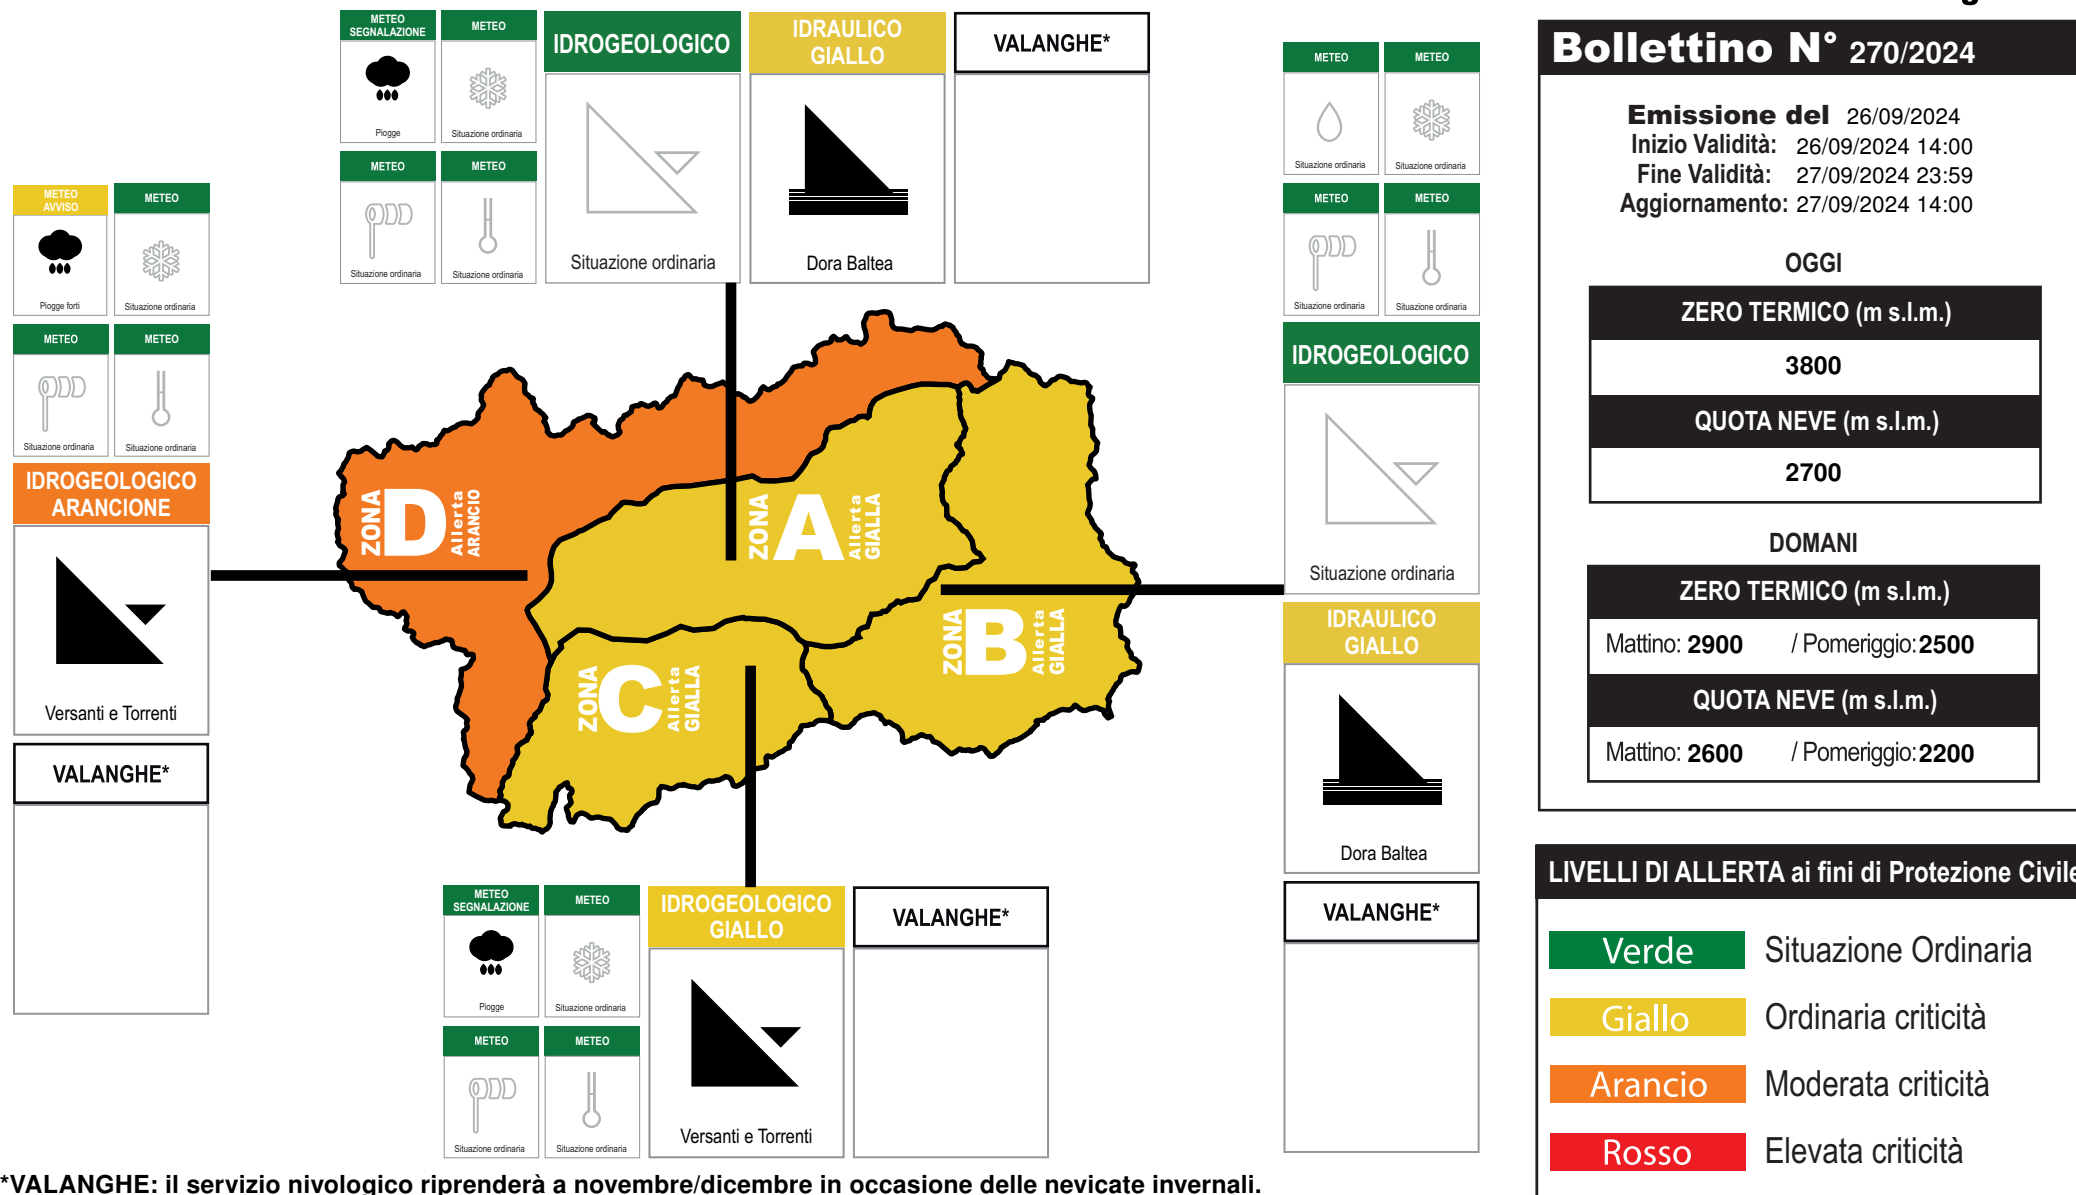 METEO
SEGNALAZIONE
Piogge
METEO
Situazione ordinaria
METEO
Situazione ordinaria
METEO
Situazione ordinaria
IDROGEOLOGICO
Situazione ordinaria
IDRAULICO
GIALLO
Dora Baltea
VALANGHE*
METEO
AVVISO
Piogge forti
METEO
Situazione ordinaria
METEO
Situazione ordinaria
METEO
Situazione ordinaria
IDROGEOLOGICO
ARANCIONE
Versanti e Torrenti
VALANGHE*
ZONA D Allerta ARANCIO
ZONA A Allerta GIALLA
ZONA B Allerta GIALLA
ZONA C Allerta GIALLA
METEO
Situazione ordinaria
METEO
Situazione ordinaria
METEO
Situazione ordinaria
METEO
Situazione ordinaria
IDROGEOLOGICO
Situazione ordinaria
IDRAULICO
GIALLO
Dora Baltea
VALANGHE*
METEO
SEGNALAZIONE
Piogge
METEO
Situazione ordinaria
METEO
Situazione ordinaria
METEO
Situazione ordinaria
IDROGEOLOGICO
GIALLO
Versanti e Torrenti
VALANGHE*
*VALANGHE: il servizio nivologico riprenderà a novembre/dicembre in occasione delle nevicate invernali.
Bollettino N° 270/2024
Emissione del 26/09/2024
Inizio Validità: 26/09/2024 14:00
Fine Validità: 27/09/2024 23:59
Aggiornamento: 27/09/2024 14:00
OGGI
ZERO TERMICO (m s.l.m.)
3800
QUOTA NEVE (m s.l.m.)
2700
DOMANI
ZERO TERMICO (m s.l.m.)
Mattino: 2900 / Pomeriggio: 2500
QUOTA NEVE (m s.l.m.)
Mattino: 2600 / Pomeriggio: 2200
LIVELLI DI ALLERTA ai fini di Protezione Civile
Verde Situazione Ordinaria
Giallo Ordinaria criticità
Arancio Moderata criticità
Rosso Elevata criticità